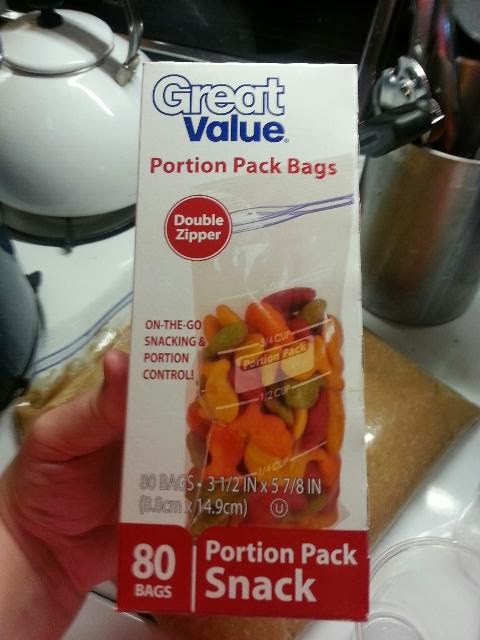 Great
Value
Portion Pack Bags
Double
Zipper
ON-THE-GO
SNACKING &
PORTION
CONTROL!
3/4 CUP
Portion Pack
1/2 CUP
1/4 CUP
80 BAGS - 3-1/2 IN x 5 7/8 IN
(8.8cm x 14.9cm) U
80
BAGS
Portion Pack
Snack